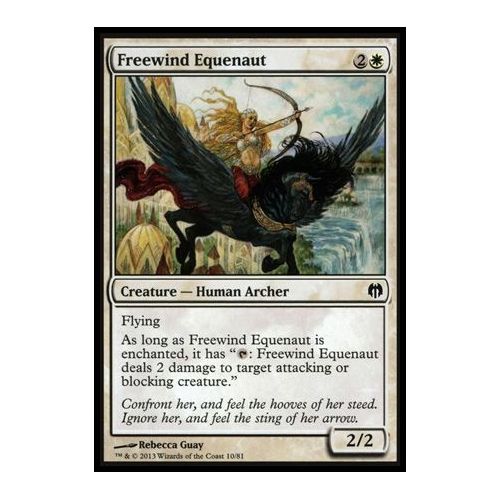 Freewind Equenaut 2
Creature — Human Archer
Flying
As long as Freewind Equenaut is
enchanted, it has “: Freewind Equenaut
deals 2 damage to target attacking or
blocking creature.”
Confront her, and feel the hooves of her steed.
Ignore her, and feel the sting of her arrow.
Rebecca Guay
2/2
™ & © 2013 Wizards of the Coast 10/81